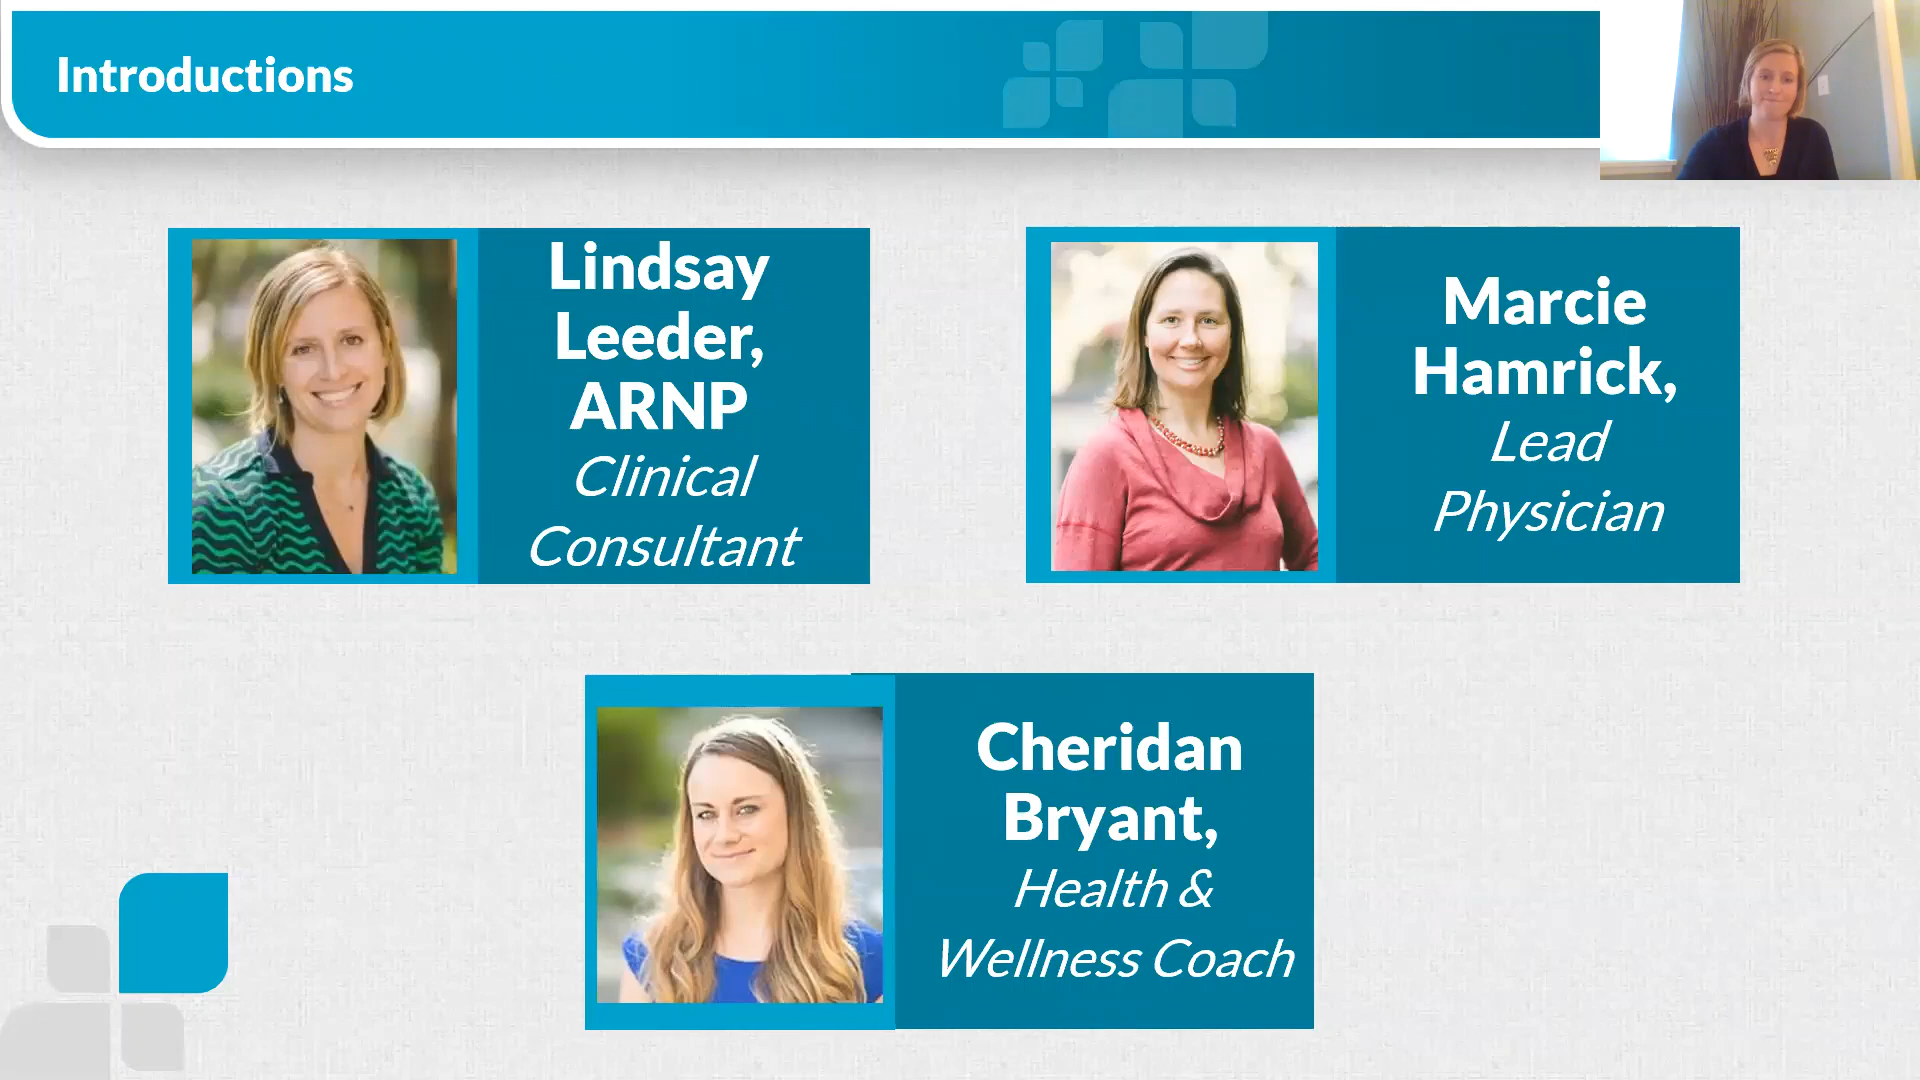 Introductions
Lindsay
Leeder,
ARNP
Clinical
Consultant
Marcie
Hamrick,
Lead
Physician
Cheridan
Bryant,
Health &
Wellness Coach